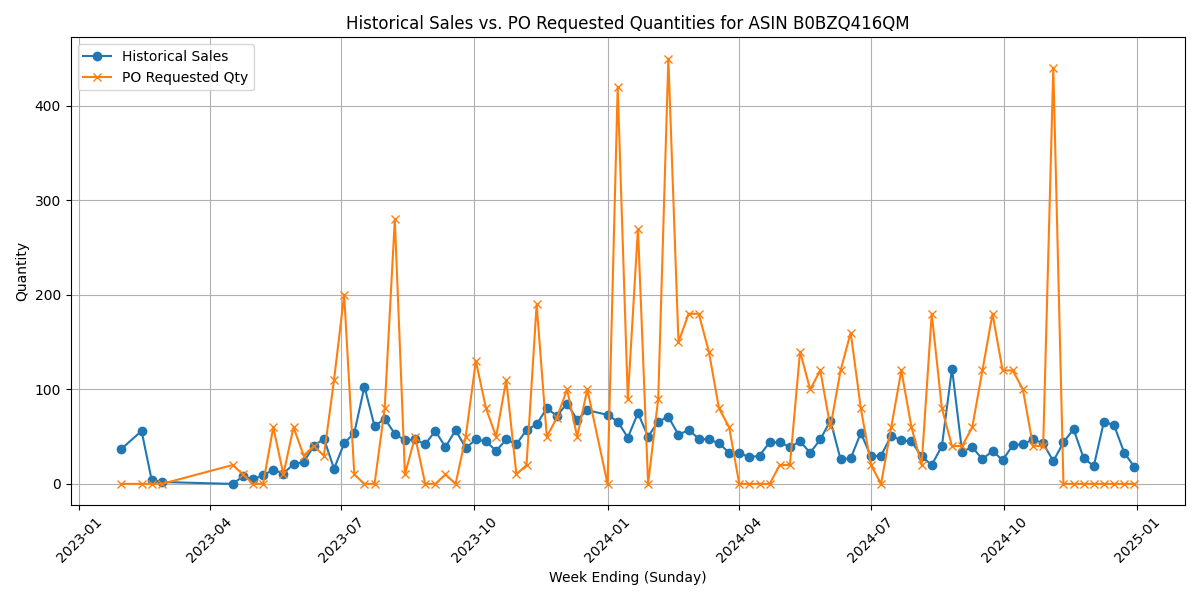 Historical Sales vs. PO Requested Quantities for ASIN B0BZQ416QM
Historical Sales
PO Requested Qty
Quantity
400
300
200
100
0
2023-01
2023-04
2023-07
2023-10
2024-01
2024-04
2024-07
2024-10
2025-01
Week Ending (Sunday)